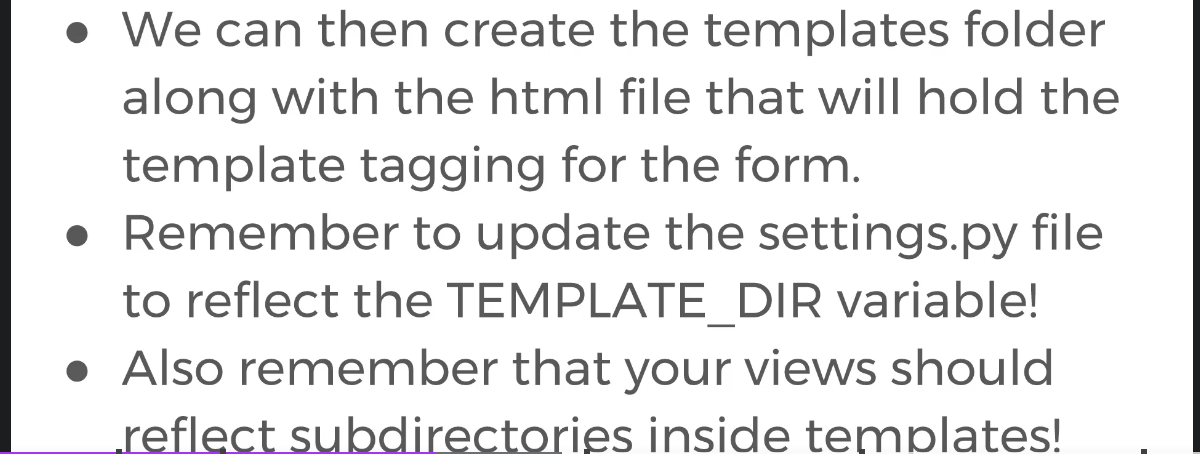 ● We can then create the templates folder
along with the html file that will hold the
template tagging for the form.
● Remember to update the settings.py file
to reflect the TEMPLATE_DIR variable!
● Also remember that your views should
reflect subdirectories inside templates!